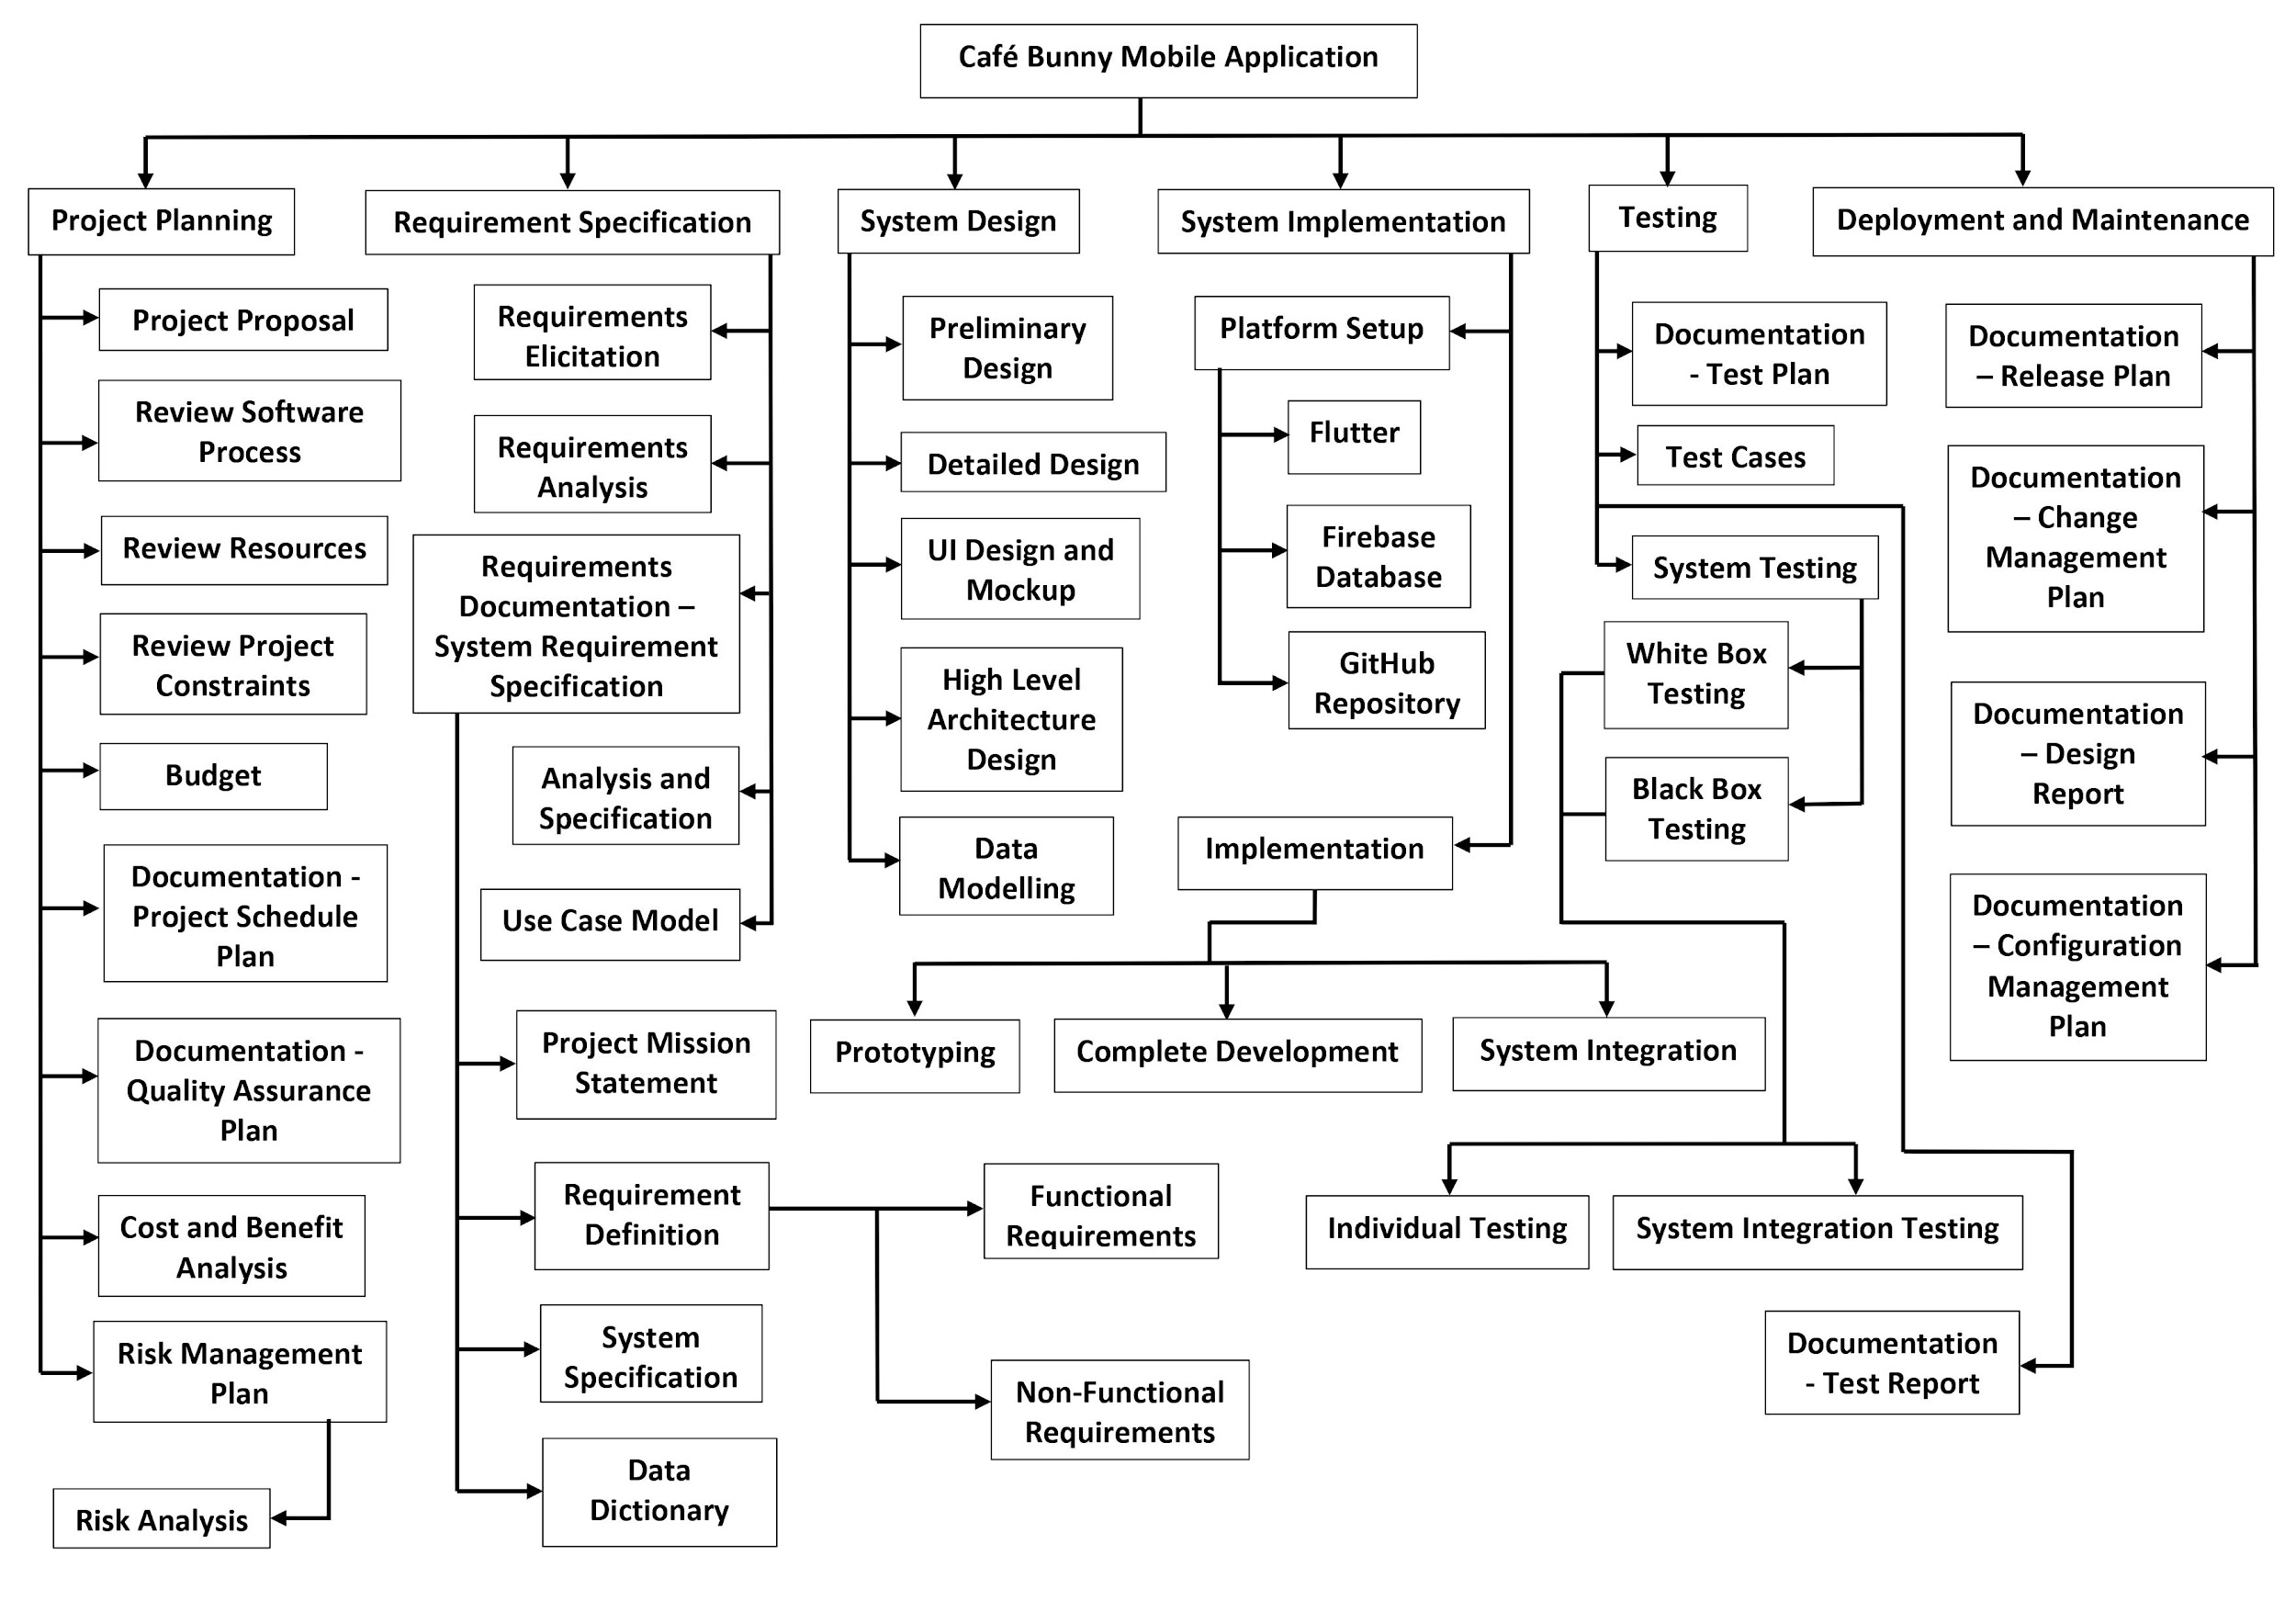 Café Bunny Mobile Application
Project Planning
Project Proposal
Review Software
Process
Review Resources
Review Project
Constraints
Budget
Documentation -
Project Schedule
Plan
Documentation -
Quality Assurance
Plan
Cost and Benefit
Analysis
Risk Management
Plan
Risk Analysis
Requirement Specification
Requirements
Elicitation
Requirements
Analysis
Requirements
Documentation –
System Requirement
Specification
Analysis and
Specification
Use Case Model
Project Mission
Statement
Requirement
Definition
Functional
Requirements
Non-Functional
Requirements
System
Specification
Data
Dictionary
System Design
Preliminary
Design
Detailed Design
UI Design and
Mockup
High Level
Architecture
Design
Data
Modelling
System Implementation
Platform Setup
Flutter
Firebase
Database
GitHub
Repository
Implementation
Prototyping
Complete Development
System Integration
Testing
Documentation
- Test Plan
Test Cases
System Testing
White Box
Testing
Black Box
Testing
Individual Testing
System Integration Testing
Documentation
- Test Report
Deployment and Maintenance
Documentation
– Release Plan
Documentation
– Change
Management
Plan
Documentation
– Design
Report
Documentation
– Configuration
Management
Plan